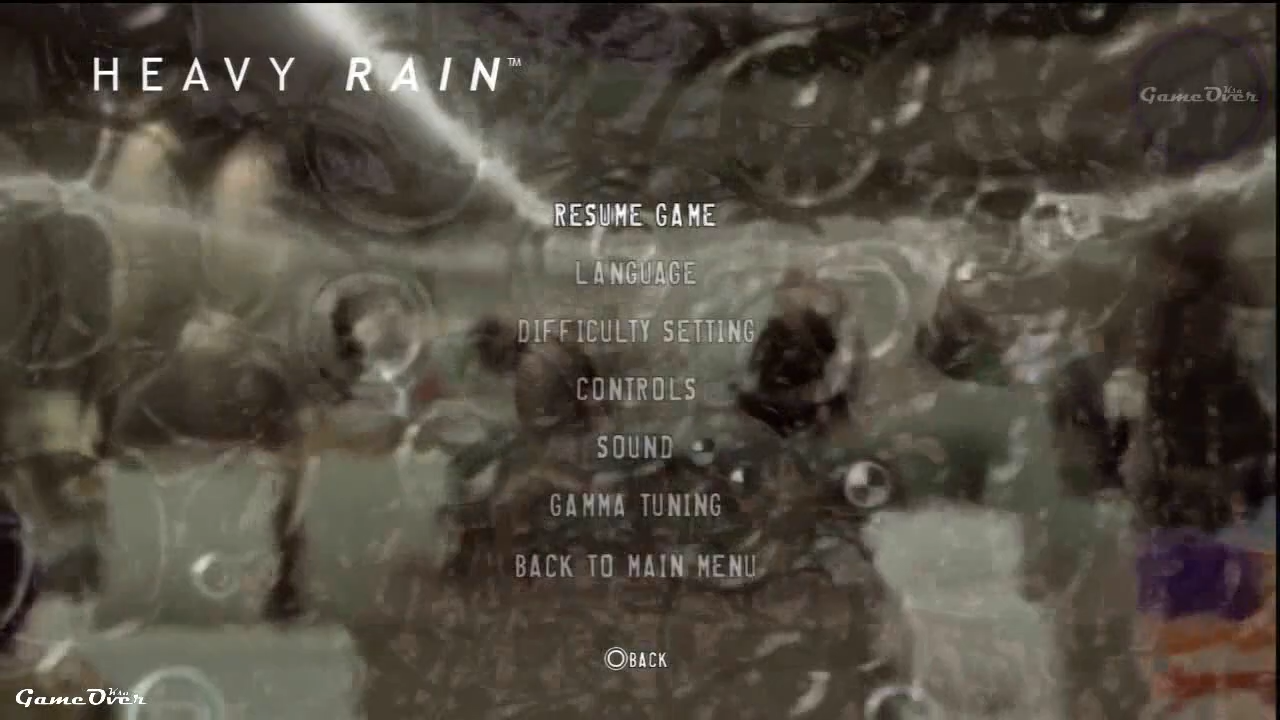 HEAVY RAIN™
GameOver
RESUME GAME
LANGUAGE
DIFFICULTY SETTING
CONTROLS
SOUND
GAMMA TUNING
BACK TO MAIN MENU
BACK
GameOver